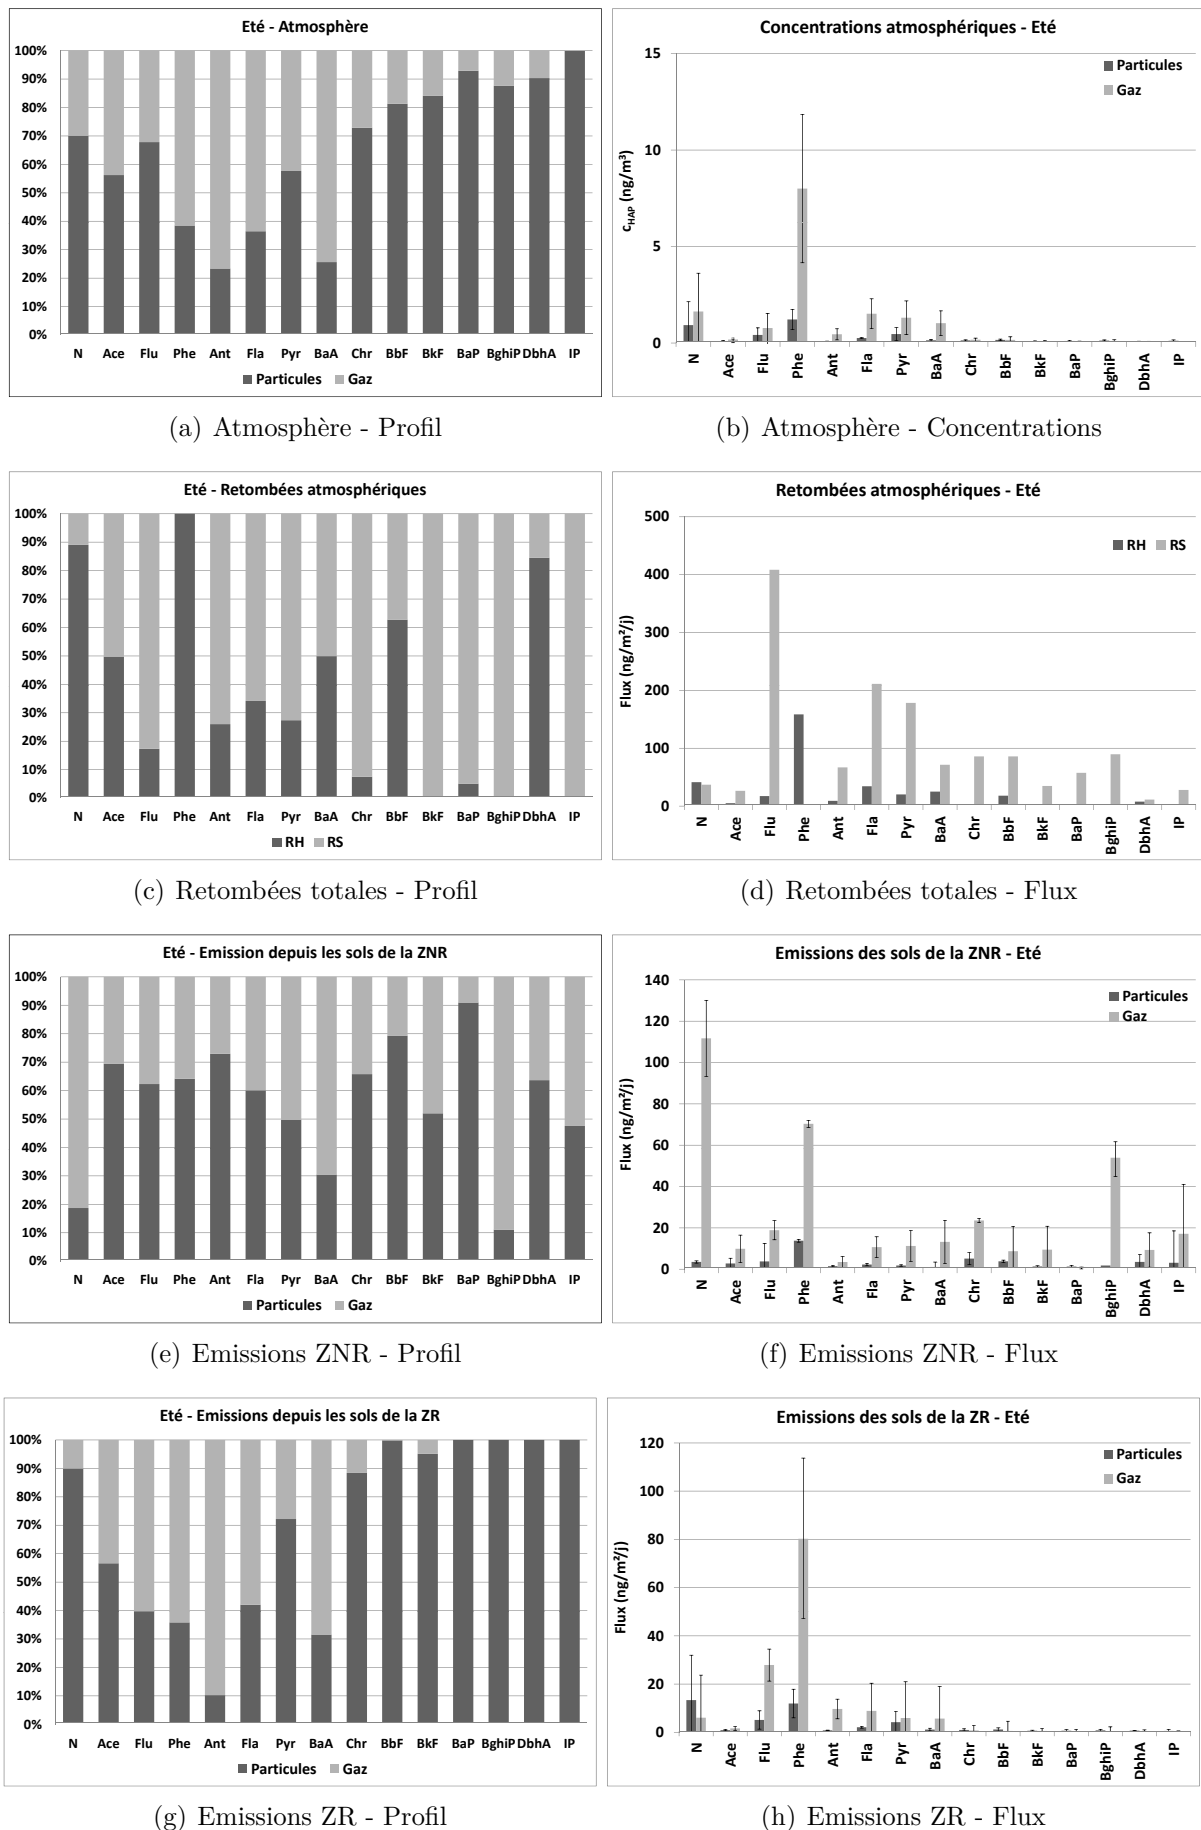 Eté - Atmosphère
100%
90%
80%
70%
60%
50%
40%
30%
20%
10%
0%
N Ace Flu Phe Ant Fla Pyr BaA Chr BbF BkF BaP BghiP DbhA IP
Particules Gaz
(a) Atmosphère - Profil
Concentrations atmosphériques - Eté
Particules
Gaz
c_HAP (ng/m³)
15
10
5
0
N Ace Flu Phe Ant Fla Pyr BaA Chr BbF BkF BaP BghiP DbhA IP
(b) Atmosphère - Concentrations
Eté - Retombées atmosphériques
100%
90%
80%
70%
60%
50%
40%
30%
20%
10%
0%
N Ace Flu Phe Ant Fla Pyr BaA Chr BbF BkF BaP BghiP DbhA IP
RH RS
(c) Retombées totales - Profil
Retombées atmosphériques - Eté
RH RS
Flux (ng/m²/j)
500
400
300
200
100
0
N Ace Flu Phe Ant Fla Pyr BaA Chr BbF BkF BaP BghiP DbhA IP
(d) Retombées totales - Flux
Eté - Emission depuis les sols de la ZNR
100%
90%
80%
70%
60%
50%
40%
30%
20%
10%
0%
N Ace Flu Phe Ant Fla Pyr BaA Chr BbF BkF BaP BghiP DbhA IP
Particules Gaz
(e) Emissions ZNR - Profil
Emissions des sols de la ZNR - Eté
Particules
Gaz
Flux (ng/m²/j)
140
120
100
80
60
40
20
0
N Ace Flu Phe Ant Fla Pyr BaA Chr BbF BkF BaP BghiP DbhA IP
(f) Emissions ZNR - Flux
Eté - Emissions depuis les sols de la ZR
100%
90%
80%
70%
60%
50%
40%
30%
20%
10%
0%
N Ace Flu Phe Ant Fla Pyr BaA Chr BbF BkF BaP BghiP DbhA IP
Particules Gaz
(g) Emissions ZR - Profil
Emissions des sols de la ZR - Eté
Particules
Gaz
Flux (ng/m²/j)
120
100
80
60
40
20
0
N Ace Flu Phe Ant Fla Pyr BaA Chr BbF BkF BaP BghiP DbhA IP
(h) Emissions ZR - Flux